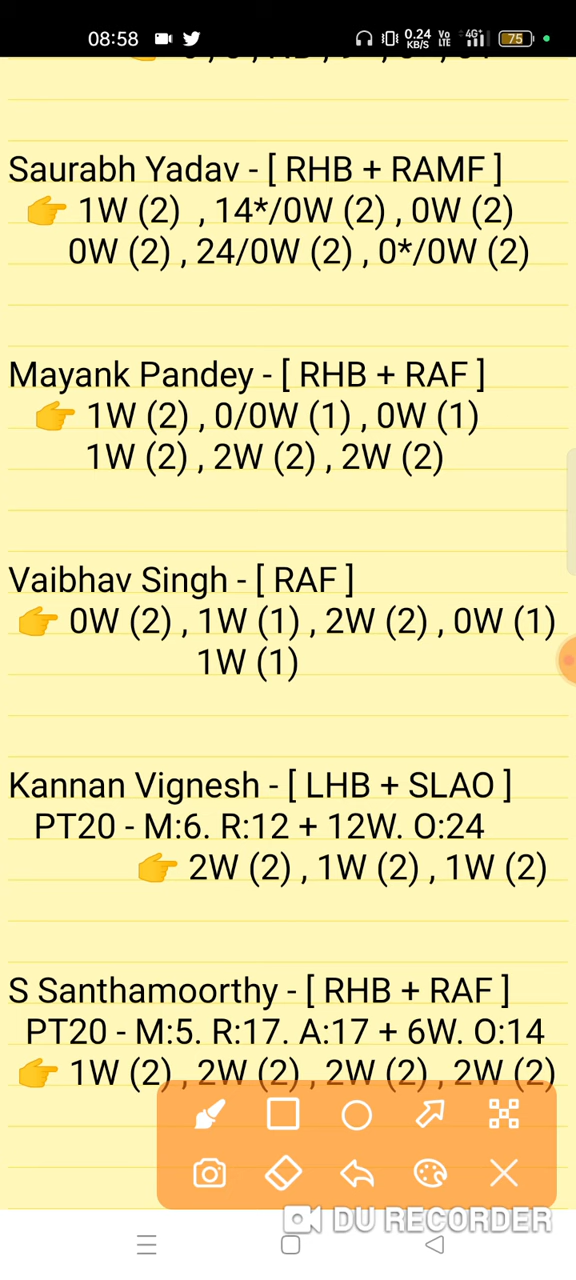 08:58 0.24 KB/S Vo LTE 4G+ 75
Saurabh Yadav - [ RHB + RAMF ]
👉 1W (2) , 14*/0W (2) , 0W (2)
0W (2) , 24/0W (2) , 0*/0W (2)
Mayank Pandey - [ RHB + RAF ]
👉 1W (2) , 0/0W (1) , 0W (1)
1W (2) , 2W (2) , 2W (2)
Vaibhav Singh - [ RAF ]
👉 0W (2) , 1W (1) , 2W (2) , 0W (1)
1W (1)
Kannan Vignesh - [ LHB + SLAO ]
PT20 - M:6. R:12 + 12W. O:24
👉 2W (2) , 1W (2) , 1W (2)
S Santhamoorthy - [ RHB + RAF ]
PT20 - M:5. R:17. A:17 + 6W. O:14
👉 1W (2) , 2W (2) , 2W (2) , 2W (2)
DU RECORDER